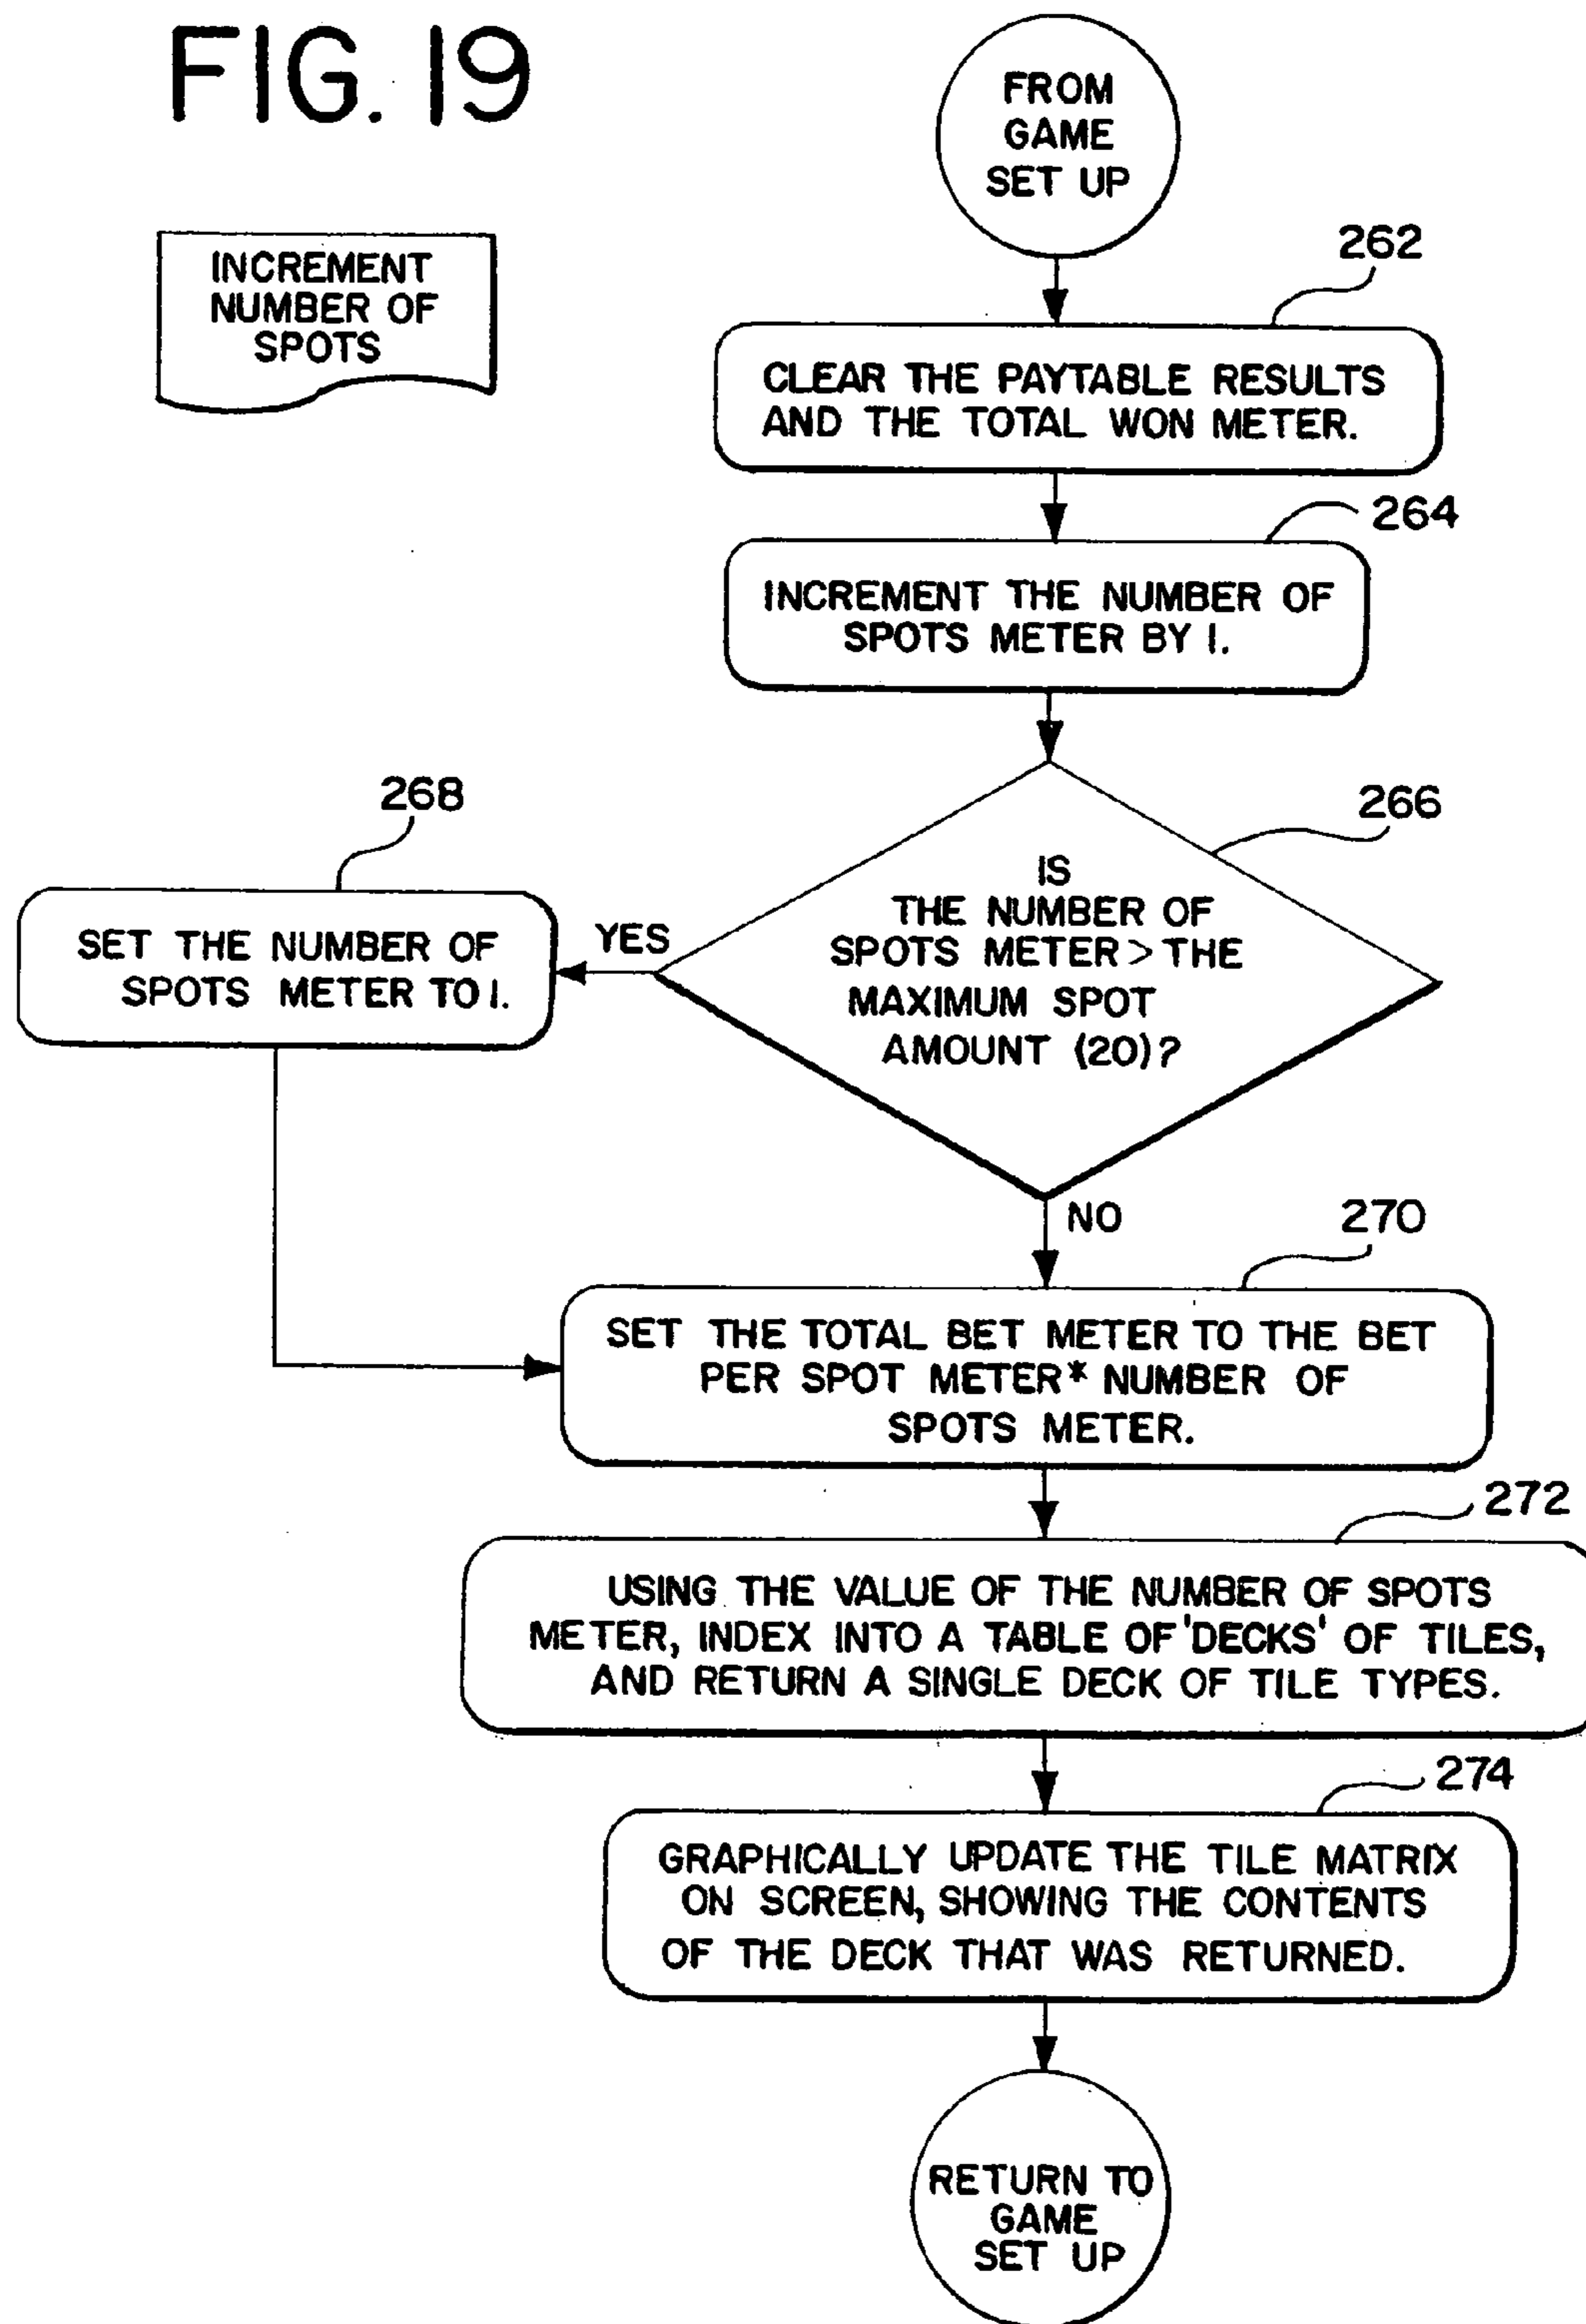 FIG. 19
INCREMENT
NUMBER OF
SPOTS
FROM
GAME
SET UP
262
CLEAR THE PAYTABLE RESULTS
AND THE TOTAL WON METER.
264
INCREMENT THE NUMBER OF
SPOTS METER BY 1.
266
IS
THE NUMBER OF
SPOTS METER > THE
MAXIMUM SPOT
AMOUNT (20)?
YES
268
SET THE NUMBER OF
SPOTS METER TO 1.
NO
270
SET THE TOTAL BET METER TO THE BET
PER SPOT METER* NUMBER OF
SPOTS METER.
272
USING THE VALUE OF THE NUMBER OF SPOTS
METER, INDEX INTO A TABLE OF 'DECKS' OF TILES,
AND RETURN A SINGLE DECK OF TILE TYPES.
274
GRAPHICALLY UPDATE THE TILE MATRIX
ON SCREEN, SHOWING THE CONTENTS
OF THE DECK THAT WAS RETURNED.
RETURN TO
GAME
SET UP